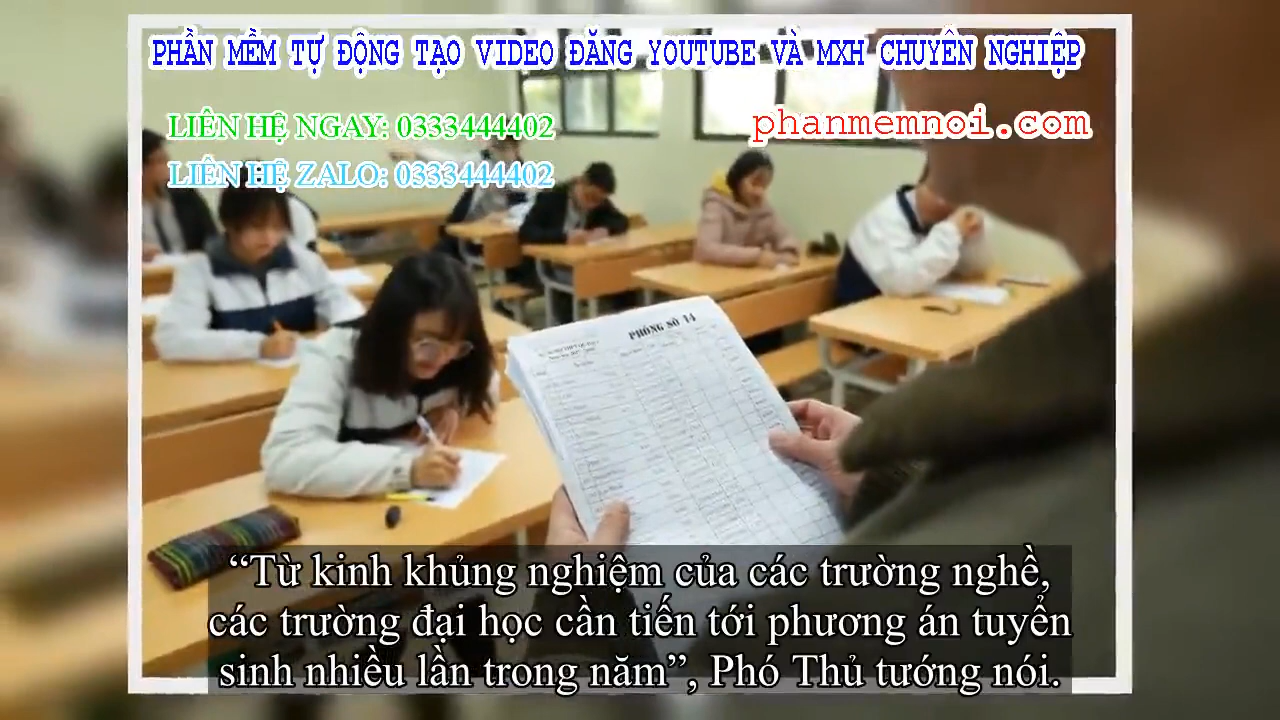 PHẦN MỀM TỰ ĐỘNG TẠO VIDEO ĐĂNG YOUTUBE VÀ MXH CHUYÊN NGHIỆP
LIÊN HỆ NGAY: 0333444402
phanmemnoi.com
LIÊN HỆ ZALO: 0333444402
PHÒNG SỐ 14
“Từ kinh khủng nghiệm của các trường nghề,
các trường đại học cần tiến tới phương án tuyển
sinh nhiều lần trong năm”, Phó Thủ tướng nói.